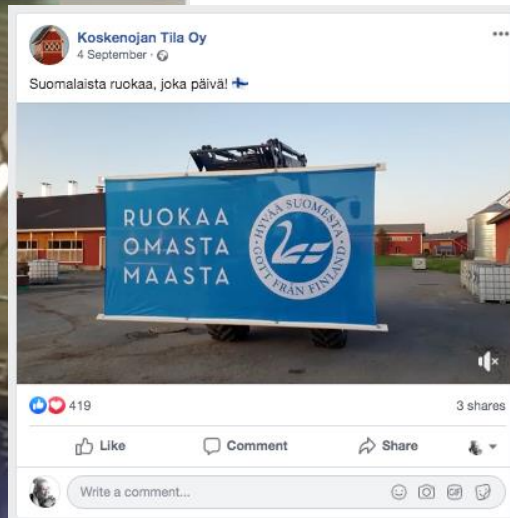 Koskenojan Tila Oy
4 September ·
Suomalaista ruokaa, joka päivä!
RUOKAA
OMASTA
MAASTA
· HYVÄÄ SUOMESTA ·
GOTT FRÅN FINLAND
419
3 shares
Like
Comment
Share
Write a comment...
GIF